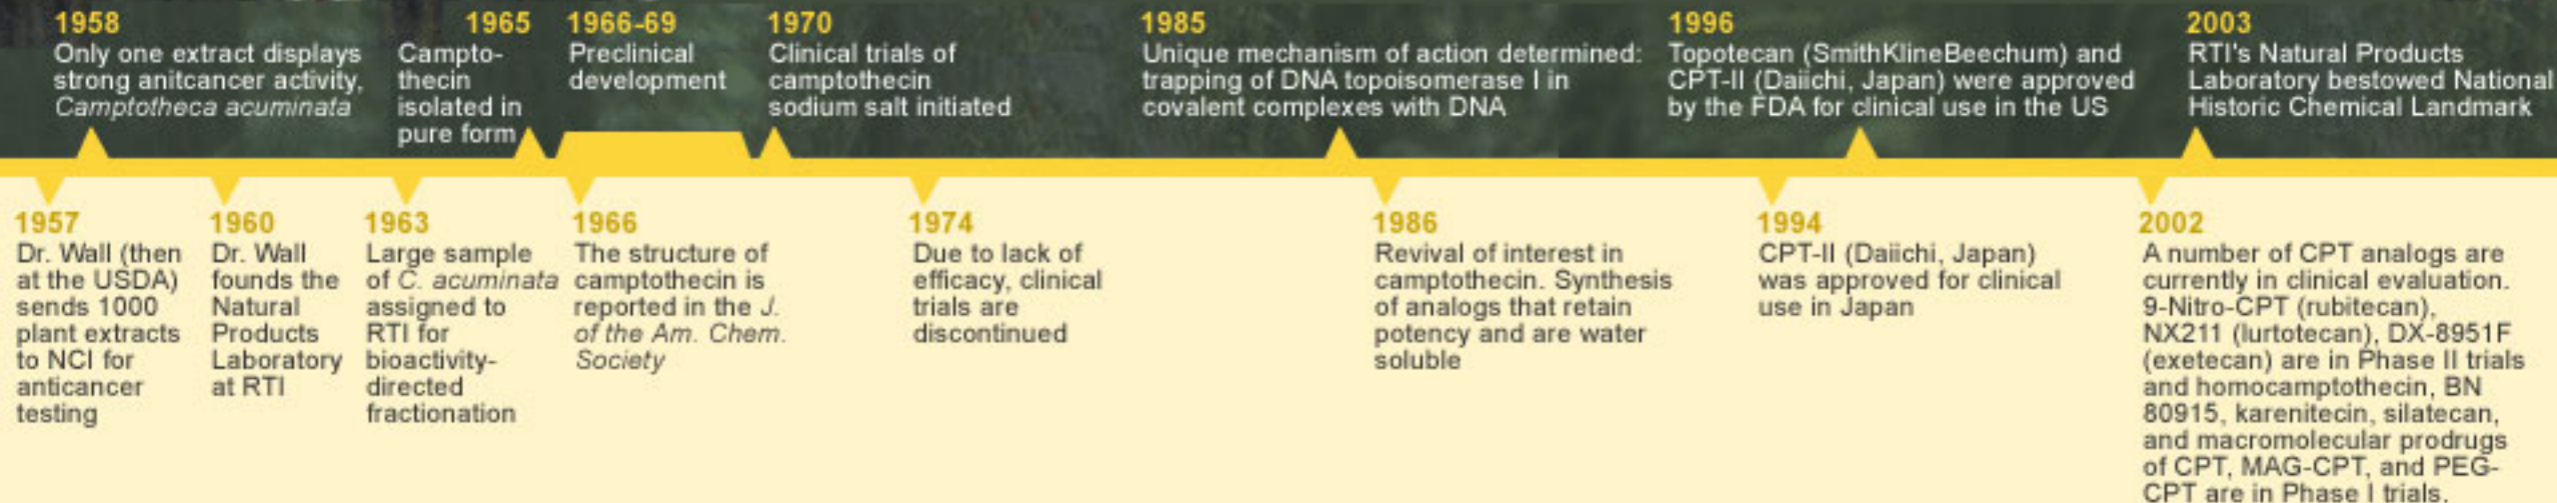 1958
Only one extract displays
strong anitcancer activity,
Camptotheca acuminata
1965
Campto-
thecin
isolated in
pure form
1966-69
Preclinical
development
1970
Clinical trials of
camptothecin
sodium salt initiated
1985
Unique mechanism of action determined:
trapping of DNA topoisomerase I in
covalent complexes with DNA
1996
Topotecan (SmithKlineBeechum) and
CPT-II (Daiichi, Japan) were approved
by the FDA for clinical use in the US
2003
RTI's Natural Products
Laboratory bestowed National
Historic Chemical Landmark
1957
Dr. Wall (then
at the USDA)
sends 1000
plant extracts
to NCI for
anticancer
testing
1960
Dr. Wall
founds the
Natural
Products
Laboratory
at RTI
1963
Large sample
of C. acuminata
assigned to
RTI for
bioactivity-
directed
fractionation
1966
The structure of
camptothecin is
reported in the J.
of the Am. Chem.
Society
1974
Due to lack of
efficacy, clinical
trials are
discontinued
1986
Revival of interest in
camptothecin. Synthesis
of analogs that retain
potency and are water
soluble
1994
CPT-II (Daiichi, Japan)
was approved for clinical
use in Japan
2002
A number of CPT analogs are
currently in clinical evaluation.
9-Nitro-CPT (rubitecan),
NX211 (lurtotecan), DX-8951F
(exetecan) are in Phase II trials
and homocamptothecin, BN
80915, karenitecin, silatecan,
and macromolecular prodrugs
of CPT, MAG-CPT, and PEG-
CPT are in Phase I trials.